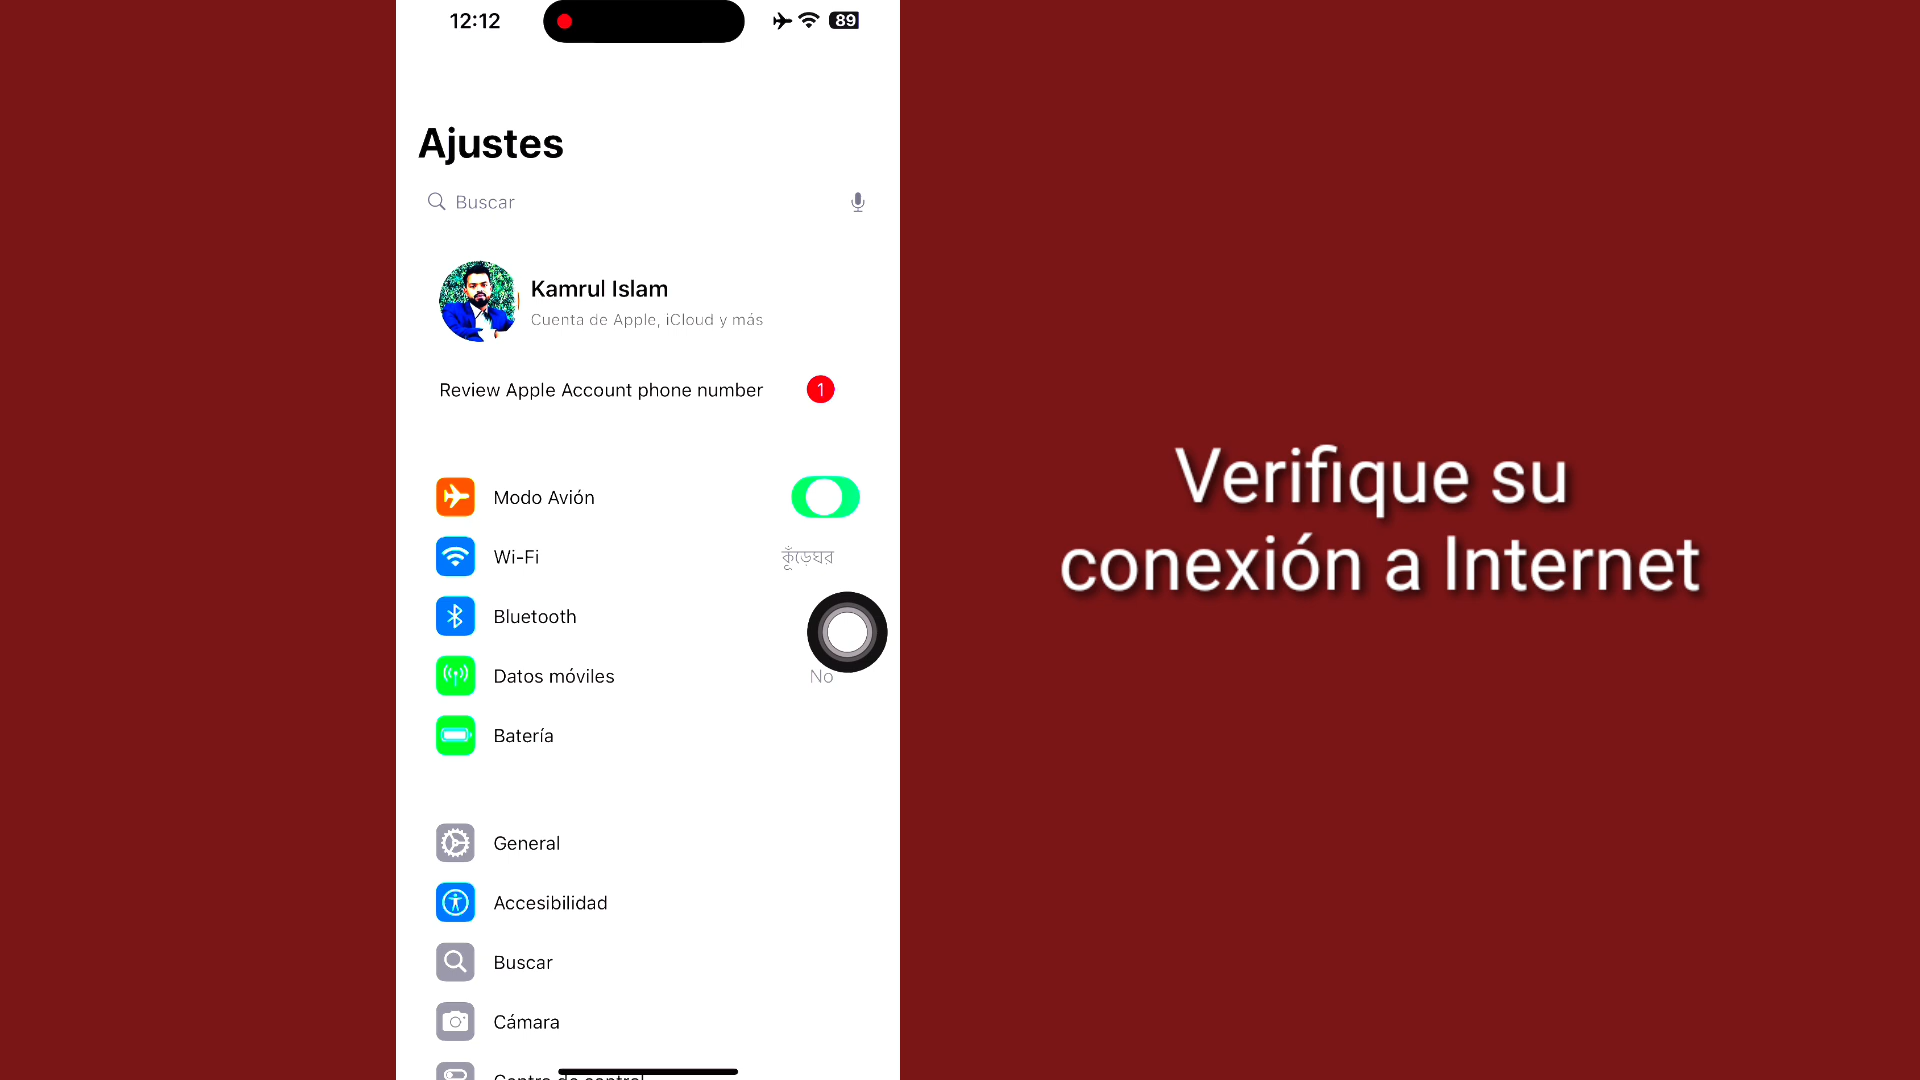 12:12
89
Ajustes
Buscar
Kamrul Islam
Cuenta de Apple, iCloud y más
Review Apple Account phone number
1
Modo Avión
Wi-Fi
কুঁড়েঘর
Bluetooth
Datos móviles
No
Batería
General
Accesibilidad
Buscar
Cámara
Centro de control
Verifique su
conexión a Internet